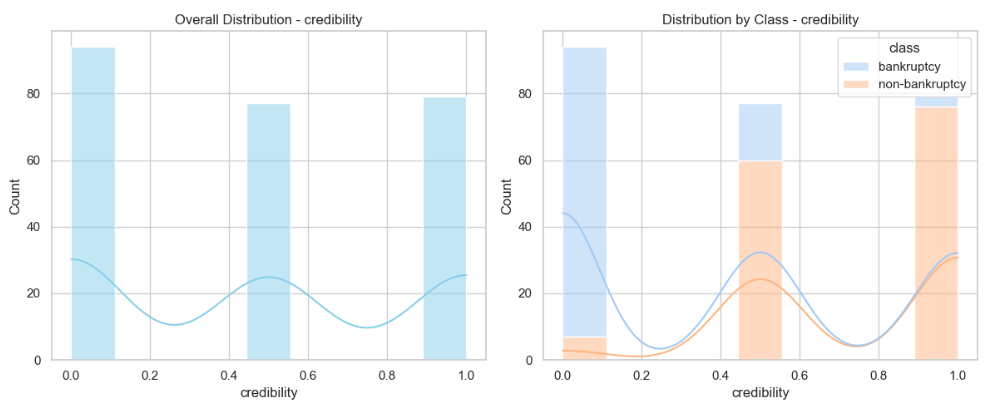 Overall Distribution - credibility
Count
80
60
40
20
0
0.0 0.2 0.4 0.6 0.8 1.0
credibility
Distribution by Class - credibility
class
bankruptcy
non-bankruptcy
Count
80
60
40
20
0
0.0 0.2 0.4 0.6 0.8 1.0
credibility